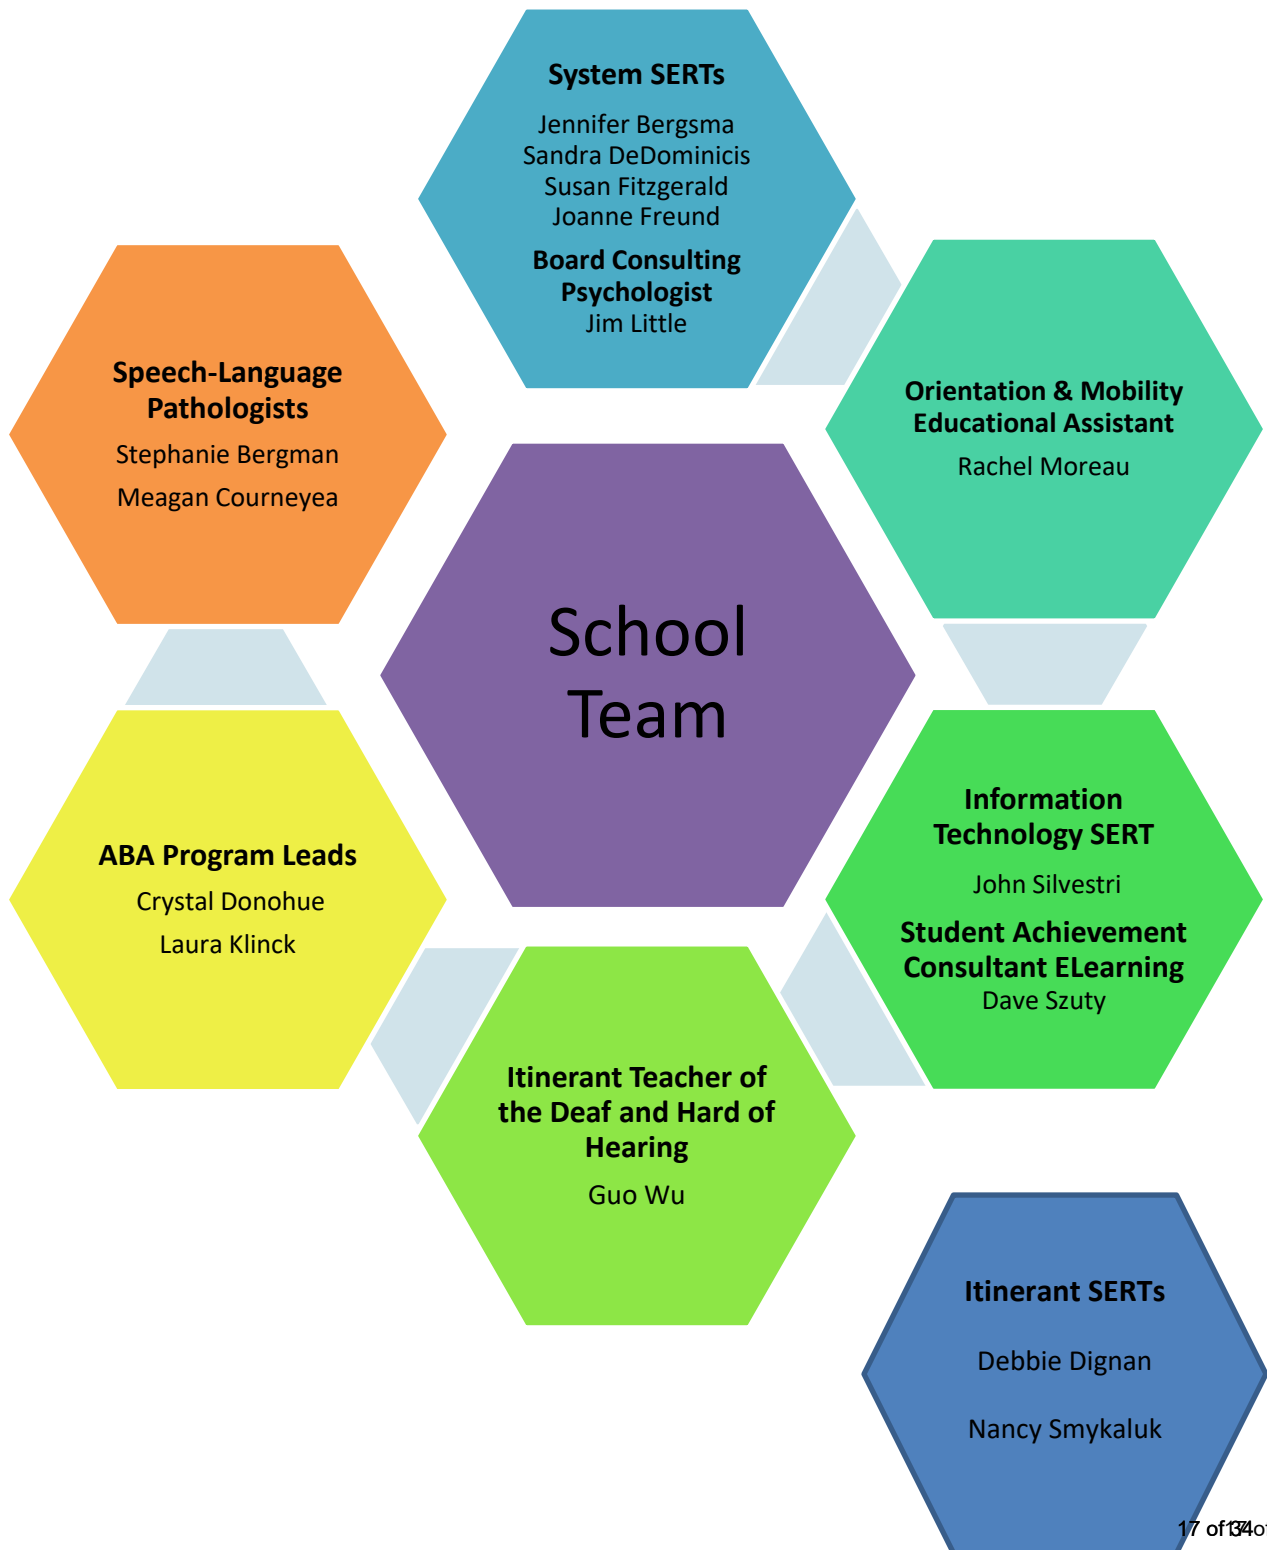 System SERTs
Jennifer Bergsma
Sandra DeDominicis
Susan Fitzgerald
Joanne Freund
Board Consulting
Psychologist
Jim Little
Orientation & Mobility
Educational Assistant
Rachel Moreau
Speech-Language
Pathologists
Stephanie Bergman
Meagan Courneyea
School
Team
Information
Technology SERT
John Silvestri
Student Achievement
Consultant ELearning
Dave Szuty
ABA Program Leads
Crystal Donohue
Laura Klinck
Itinerant Teacher of
the Deaf and Hard of
Hearing
Guo Wu
Itinerant SERTs
Debbie Dignan
Nancy Smykaluk
17 of